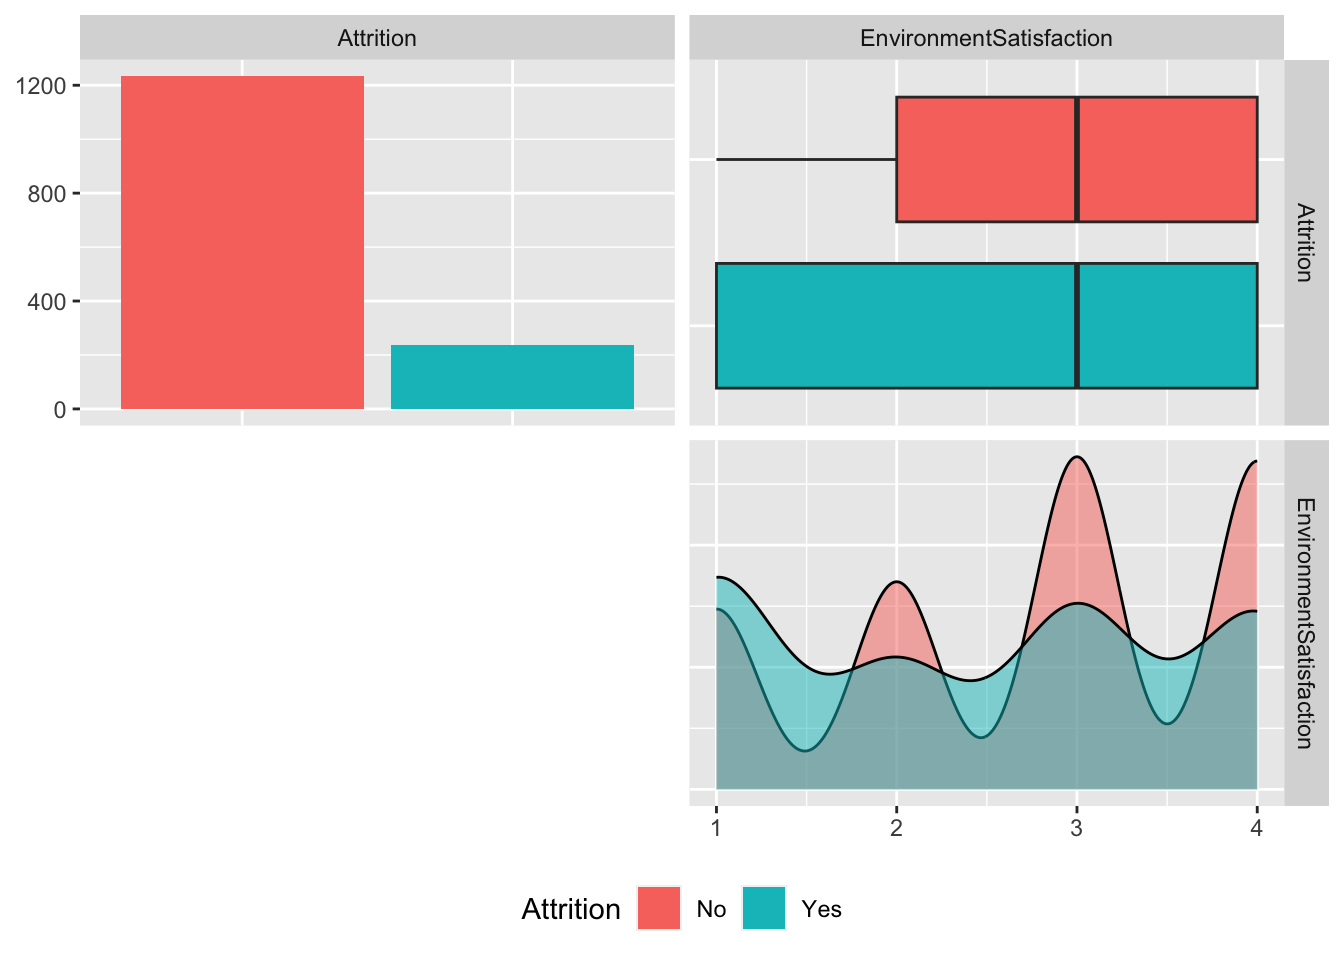 Attrition
EnvironmentSatisfaction
1200
800
400
0
Attrition
EnvironmentSatisfaction
1 2 3 4
Attrition No Yes